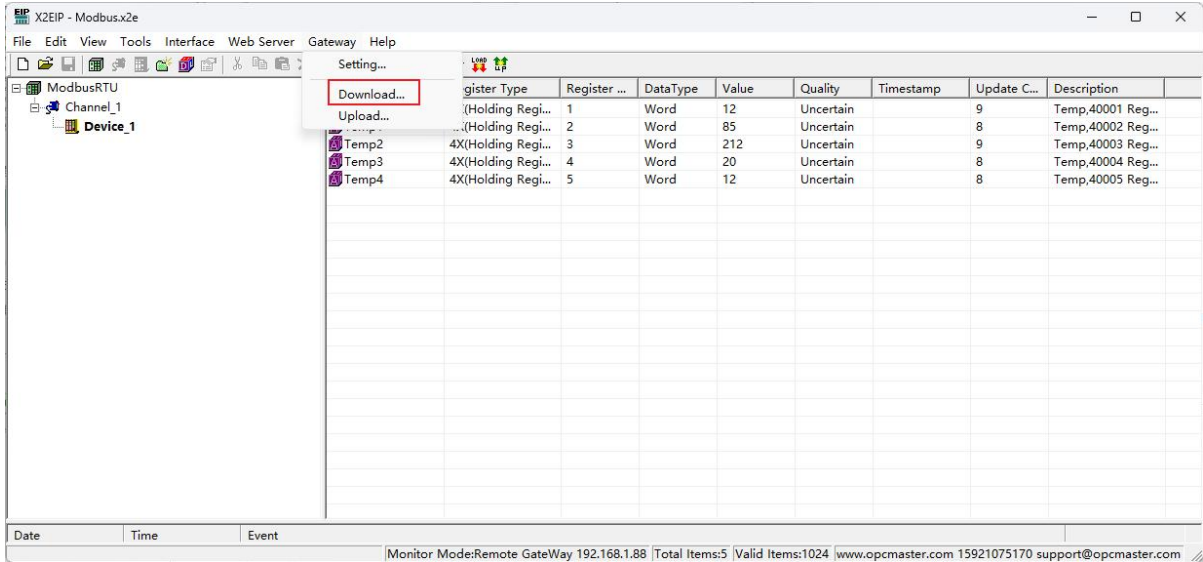 EIP X2EIP - Modbus.x2e
File Edit View Tools Interface Web Server Gateway Help
Setting...
Download...
Upload...
LOAD
UP
ModbusRTU
Channel_1
Device_1
gister Type Register ... DataType Value Quality Timestamp Update C... Description
(Holding Regi... 1 Word 12 Uncertain 9 Temp,40001 Reg...
(Holding Regi... 2 Word 85 Uncertain 8 Temp,40002 Reg...
Temp2 4X(Holding Regi... 3 Word 212 Uncertain 9 Temp,40003 Reg...
Temp3 4X(Holding Regi... 4 Word 20 Uncertain 8 Temp,40004 Reg...
Temp4 4X(Holding Regi... 5 Word 12 Uncertain 8 Temp,40005 Reg...
Date Time Event
Monitor Mode:Remote GateWay 192.168.1.88 Total Items:5 Valid Items:1024 www.opcmaster.com 15921075170 support@opcmaster.com